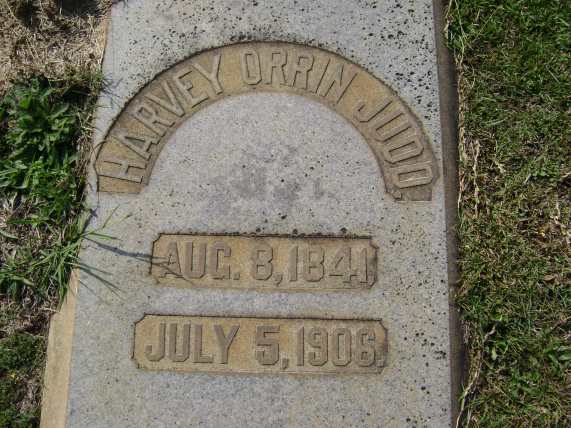 HARVEY ORRIN JUDD.
AUG. 8, 1841.
JULY 5, 1906.